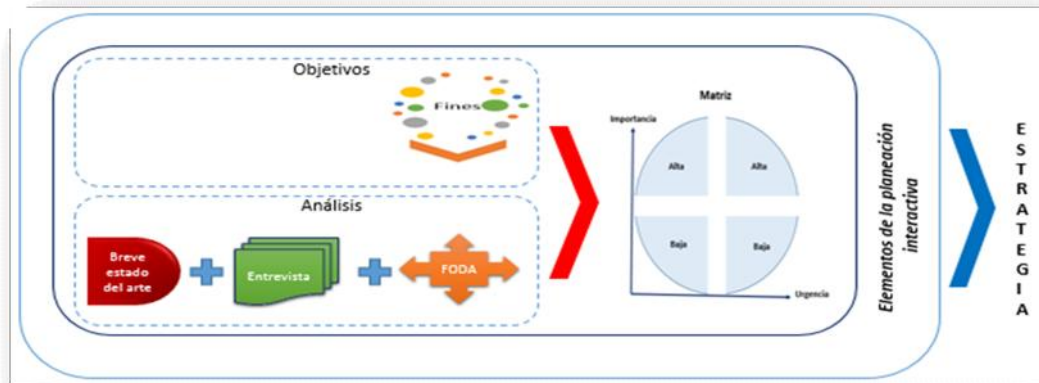 Objetivos
Fines
Análisis
Breve
estado
del arte
Entrevista
FODA
Matriz
Importancia
Alta
Alta
Baja
Baja
Urgencia
Elementos de la planeación
interactiva
ESTRATEGIA